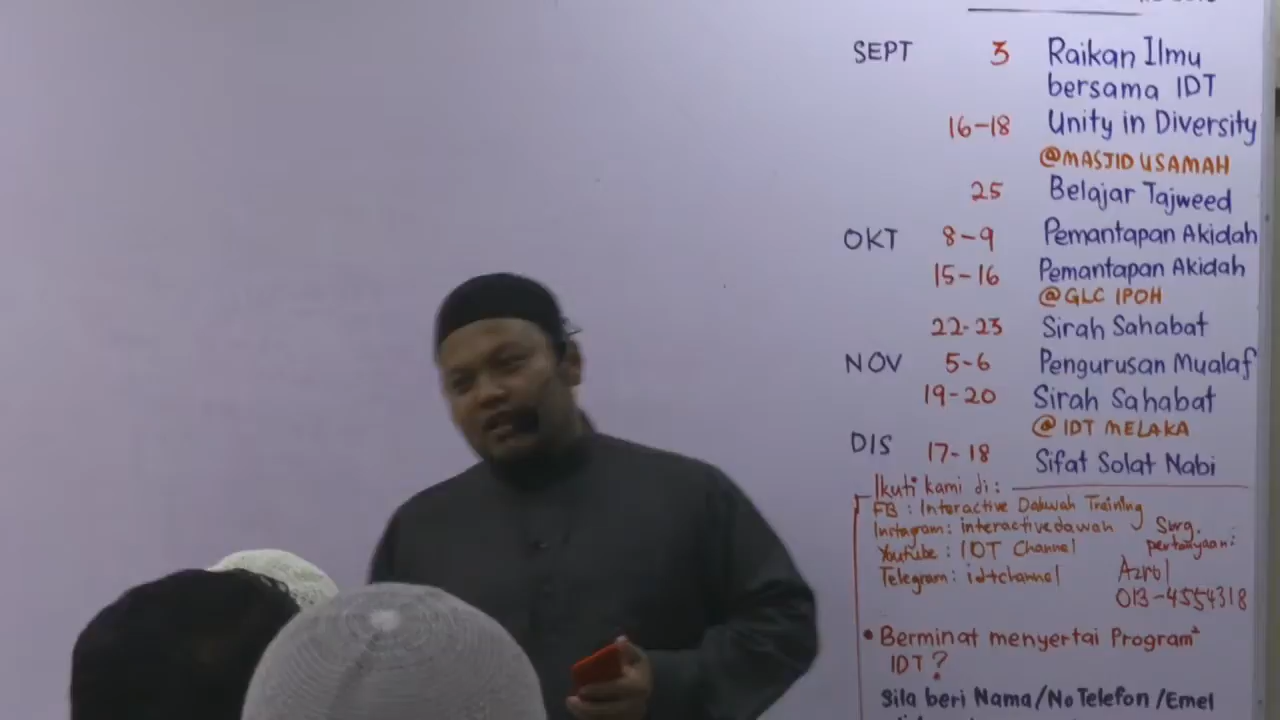 SEPT 3 Raikan Ilmu
bersama IDT
16-18 Unity in Diversity
@MASJID USAMAH
25 Belajar Tajweed
OKT 8-9 Pemantapan Akidah
15-16 Pemantapan Akidah
@GLC IPOH
22-23 Sirah Sahabat
NOV 5-6 Pengurusan Mualaf
19-20 Sirah Sahabat
@ IDT MELAKA
DIS 17-18 Sifat Solat Nabi
Ikuti kami di:
FB : Interactive Dakwah Training
Instagram: interactivedawah
Youtube : IDT Channel
Telegram: idtchannel
Sbrg.
pertanyaan:
Azrol
013-4554318
• Berminat menyertai Program²
IDT?
Sila beri Nama/No Telefon/Emel